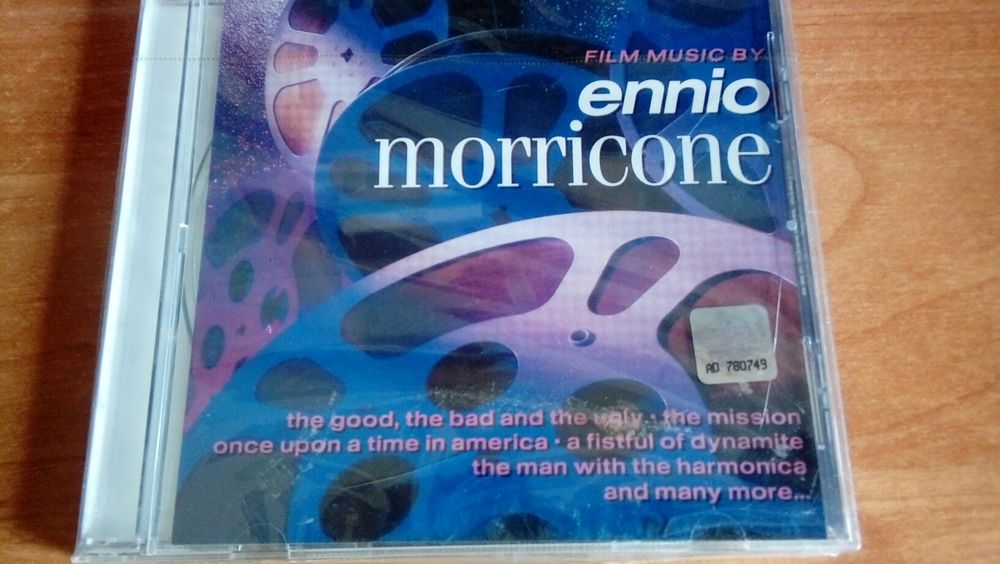 FILM MUSIC BY
ennio
morricone
AD 780749
the good, the bad and the ugly · the mission
once upon a time in america · a fistful of dynamite
the man with the harmonica
and many more...